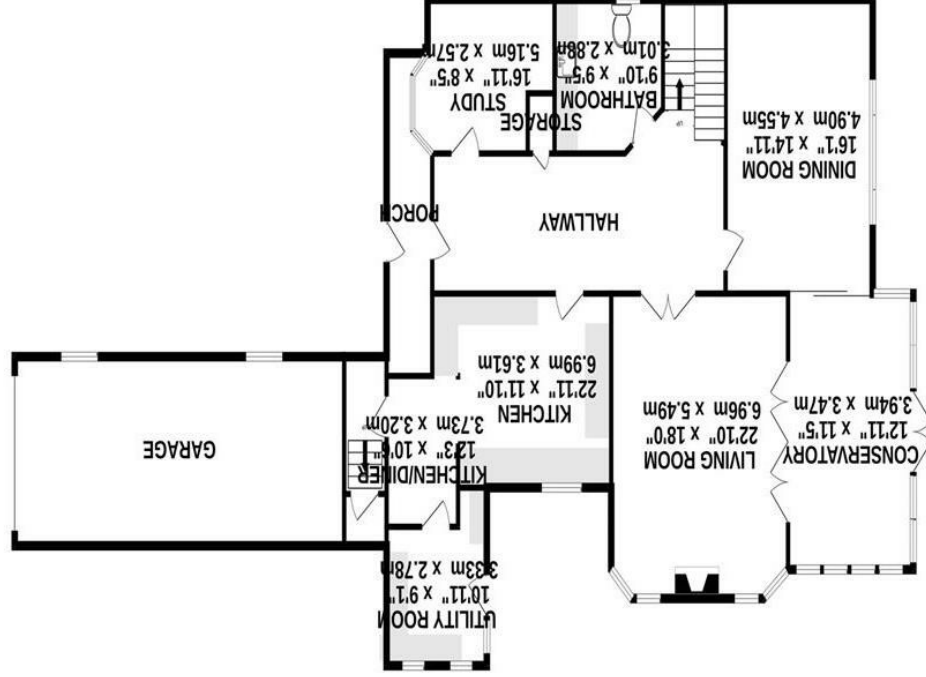 UTILITY ROOM
10'11" x 9'1"
3.33m x 2.78m
CONSERVATORY
12'11" x 11'5"
3.94m x 3.47m
LIVING ROOM
22'10" x 18'0"
6.96m x 5.49m
KITCHEN
22'11" x 11'10"
6.99m x 3.61m
KITCHEN/DINER
12'3" x 10'6"
3.73m x 3.20m
GARAGE
HALLWAY
PORCH
DINING ROOM
16'1" x 14'11"
4.90m x 4.55m
STORAGE
BATHROOM
9'10" x 9'5"
3.01m x 2.88m
STUDY
16'11" x 8'5"
5.16m x 2.57m